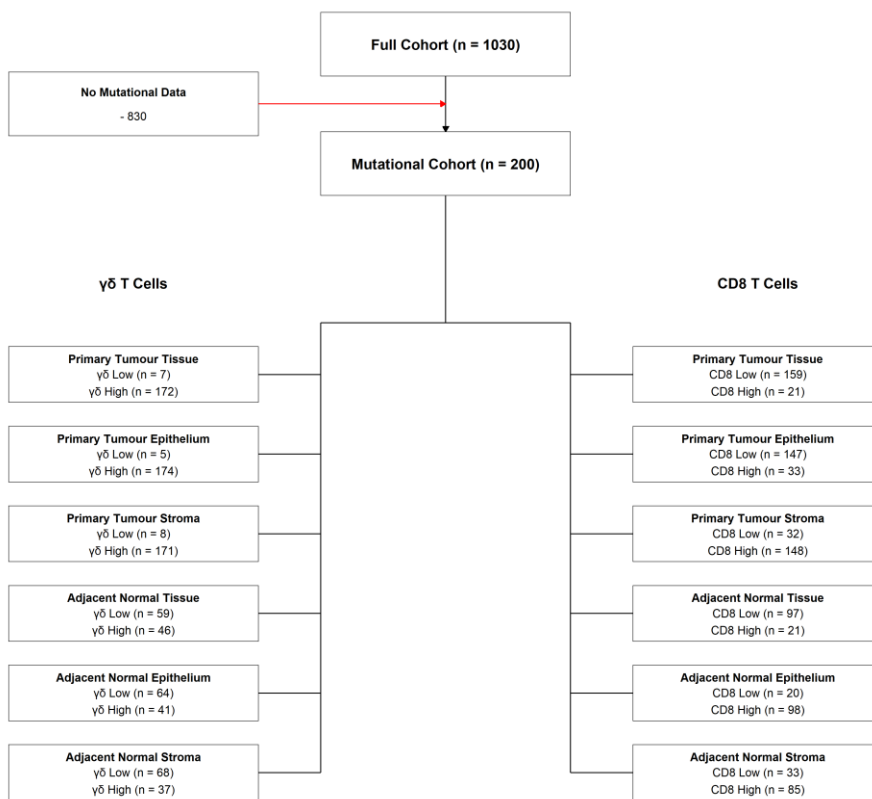 Full Cohort (n = 1030)
No Mutational Data
- 830
Mutational Cohort (n = 200)
γδ T Cells
Primary Tumour Tissue
γδ Low (n = 7)
γδ High (n = 172)
Primary Tumour Epithelium
γδ Low (n = 5)
γδ High (n = 174)
Primary Tumour Stroma
γδ Low (n = 8)
γδ High (n = 171)
Adjacent Normal Tissue
γδ Low (n = 59)
γδ High (n = 46)
Adjacent Normal Epithelium
γδ Low (n = 64)
γδ High (n = 41)
Adjacent Normal Stroma
γδ Low (n = 68)
γδ High (n = 37)
CD8 T Cells
Primary Tumour Tissue
CD8 Low (n = 159)
CD8 High (n = 21)
Primary Tumour Epithelium
CD8 Low (n = 147)
CD8 High (n = 33)
Primary Tumour Stroma
CD8 Low (n = 32)
CD8 High (n = 148)
Adjacent Normal Tissue
CD8 Low (n = 97)
CD8 High (n = 21)
Adjacent Normal Epithelium
CD8 Low (n = 20)
CD8 High (n = 98)
Adjacent Normal Stroma
CD8 Low (n = 33)
CD8 High (n = 85)